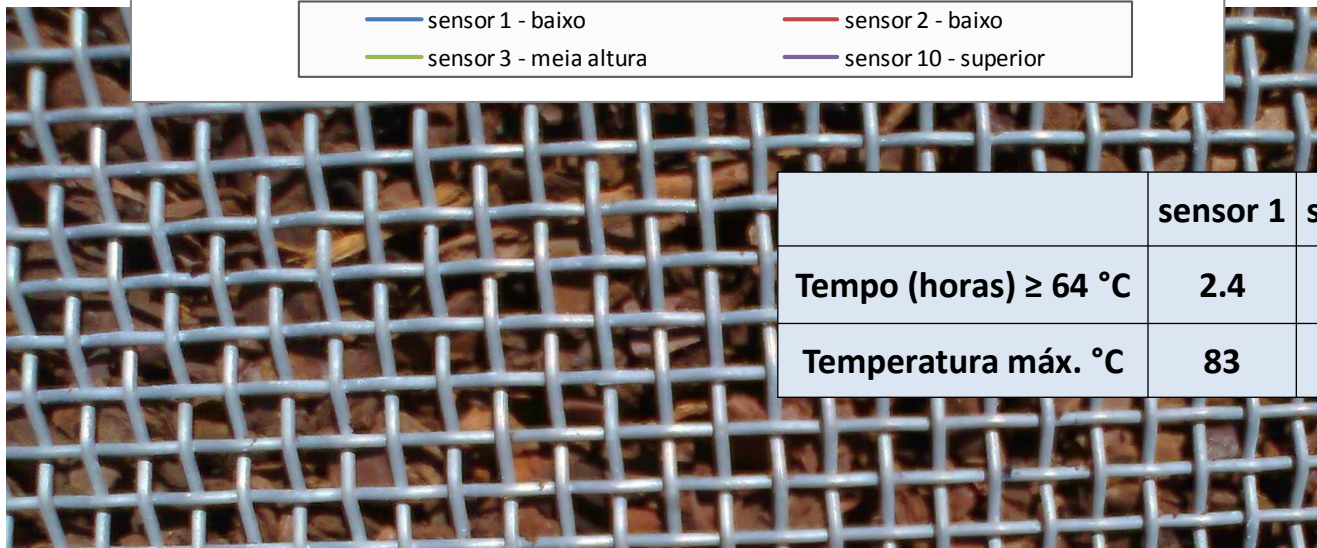 sensor 1 - baixo sensor 2 - baixo
sensor 3 - meia altura sensor 10 - superior
sensor 1
Tempo (horas) ≥ 64 °C 2.4
Temperatura máx. °C 83